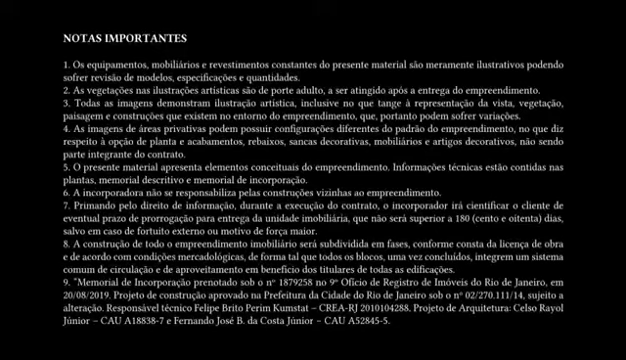 NOTAS IMPORTANTES
1. Os equipamentos, mobiliários e revestimentos constantes do presente material são meramente ilustrativos podendo
sofrer revisão de modelos, especificações e quantidades.
2. As vegetações nas ilustrações artísticas são de porte adulto, a ser atingido após a entrega do empreendimento.
3. Todas as imagens demonstram ilustração artística, inclusive no que tange à representação da vista, vegetação,
paisagem e construções que existem no entorno do empreendimento, que, portanto podem sofrer variações.
4. As imagens de áreas privativas podem possuir configurações diferentes do padrão do empreendimento, no que diz
respeito à opção de planta e acabamentos, rebaixos, sancas decorativas, mobiliários e artigos decorativos, não sendo
parte integrante do contrato.
5. O presente material apresenta elementos conceituais do empreendimento. Informações técnicas estão contidas nas
plantas, memorial descritivo e memorial de incorporação.
6. A incorporadora não se responsabiliza pelas construções vizinhas ao empreendimento.
7. Primando pelo direito de informação, durante a execução do contrato, o incorporador irá cientificar o cliente de
eventual prazo de prorrogação para entrega da unidade imobiliária, que não será superior a 180 (cento e oitenta) dias,
salvo em caso de fortuito externo ou motivo de força maior.
8. A construção de todo o empreendimento imobiliário será subdividida em fases, conforme consta da licença de obra
e de acordo com condições mercadológicas, de forma tal que todos os blocos, uma vez concluídos, integrem um sistema
comum de circulação e de aproveitamento em benefício dos titulares de todas as edificações.
9. "Memorial de Incorporação prenotado sob o nº 1879258 no 9º Ofício de Registro de Imóveis do Rio de Janeiro, em
20/08/2019. Projeto de construção aprovado na Prefeitura da Cidade do Rio de Janeiro sob o nº 02/270.111/14, sujeito a
alteração. Responsável técnico Felipe Brito Perim Kumstat – CREA-RJ 2010104288. Projeto de Arquitetura: Celso Rayol
Júnior – CAU A18838-7 e Fernando José B. da Costa Júnior – CAU A52845-5.